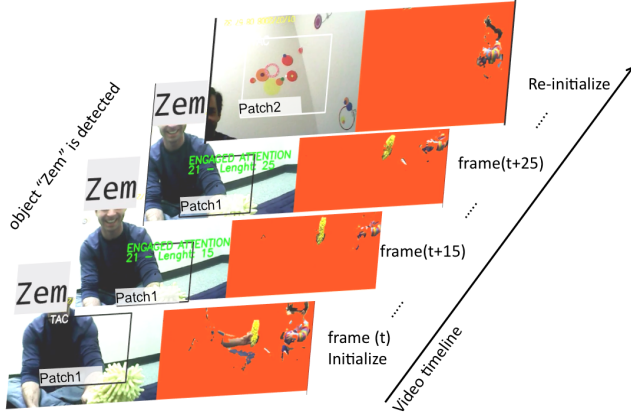 Re-initialize
Patch2
Zem
object "Zem" is detected
ENGAGED ATTENTION
21 - Lenght: 25
frame(t+25)
Patch1
Zem
ENGAGED ATTENTION
21 - Lenght: 15
frame(t+15)
Patch1
Zem
TAC
frame (t)
Initialize
Patch1
Video timeline